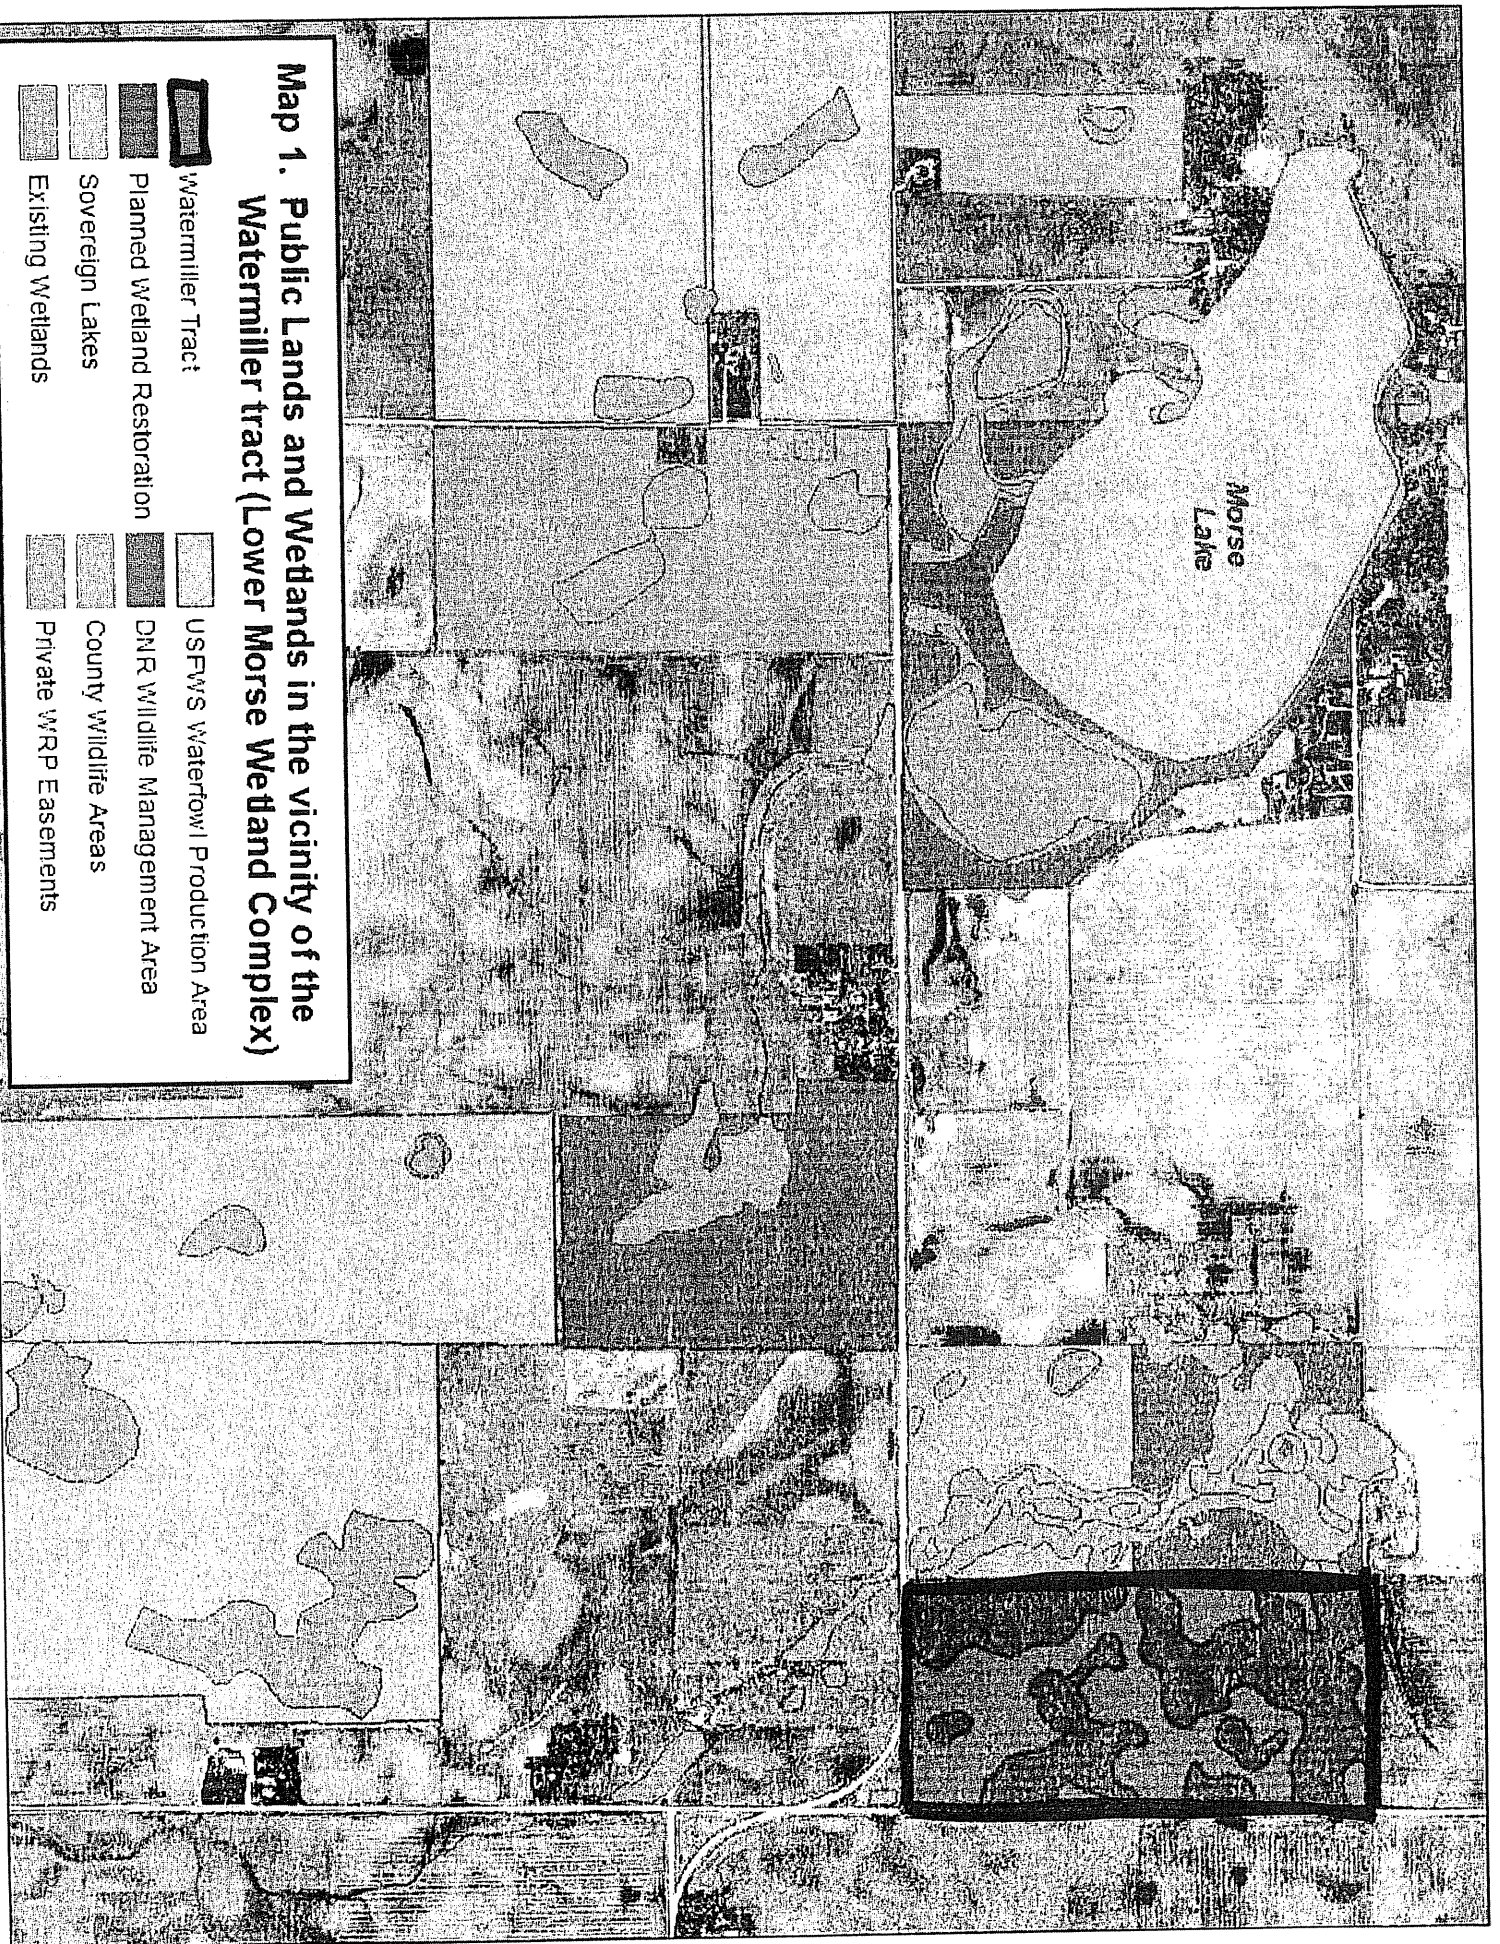 Morse
Lake
Map 1. Public Lands and Wetlands in the vicinity of the
Watermiller tract (Lower Morse Wetland Complex)
Watermiller Tract
Planned Wetland Restoration
Sovereign Lakes
Existing Wetlands
USFWS Waterfowl Production Area
DNR Wildlife Management Area
County Wildlife Areas
Private WRP Easements